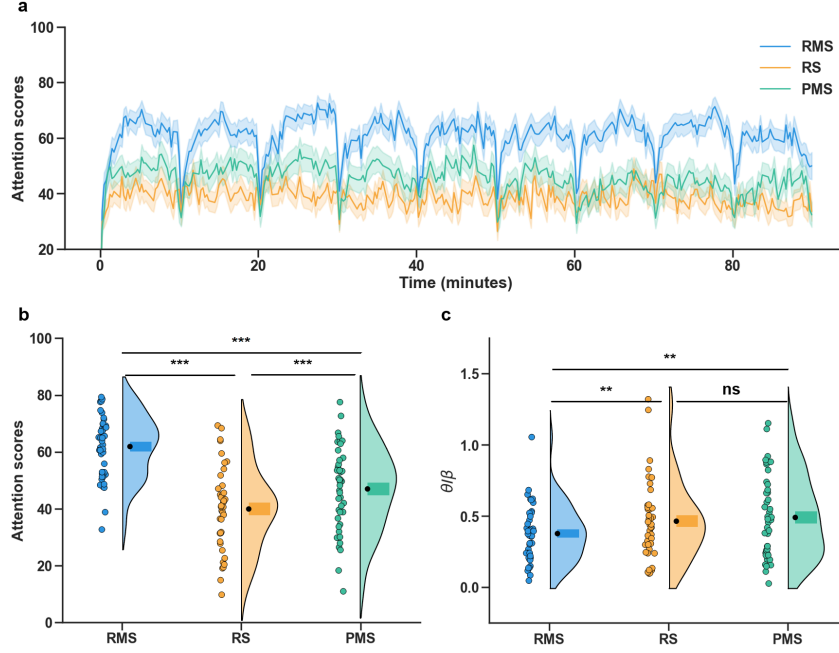 a
100
80
60
40
20
Attention scores
0
20
40
60
80
Time (minutes)
RMS
RS
PMS
b
***
***
***
100
80
60
40
20
0
Attention scores
RMS
RS
PMS
c
**
**
ns
1.5
1.0
0.5
0.0
θ/β
RMS
RS
PMS